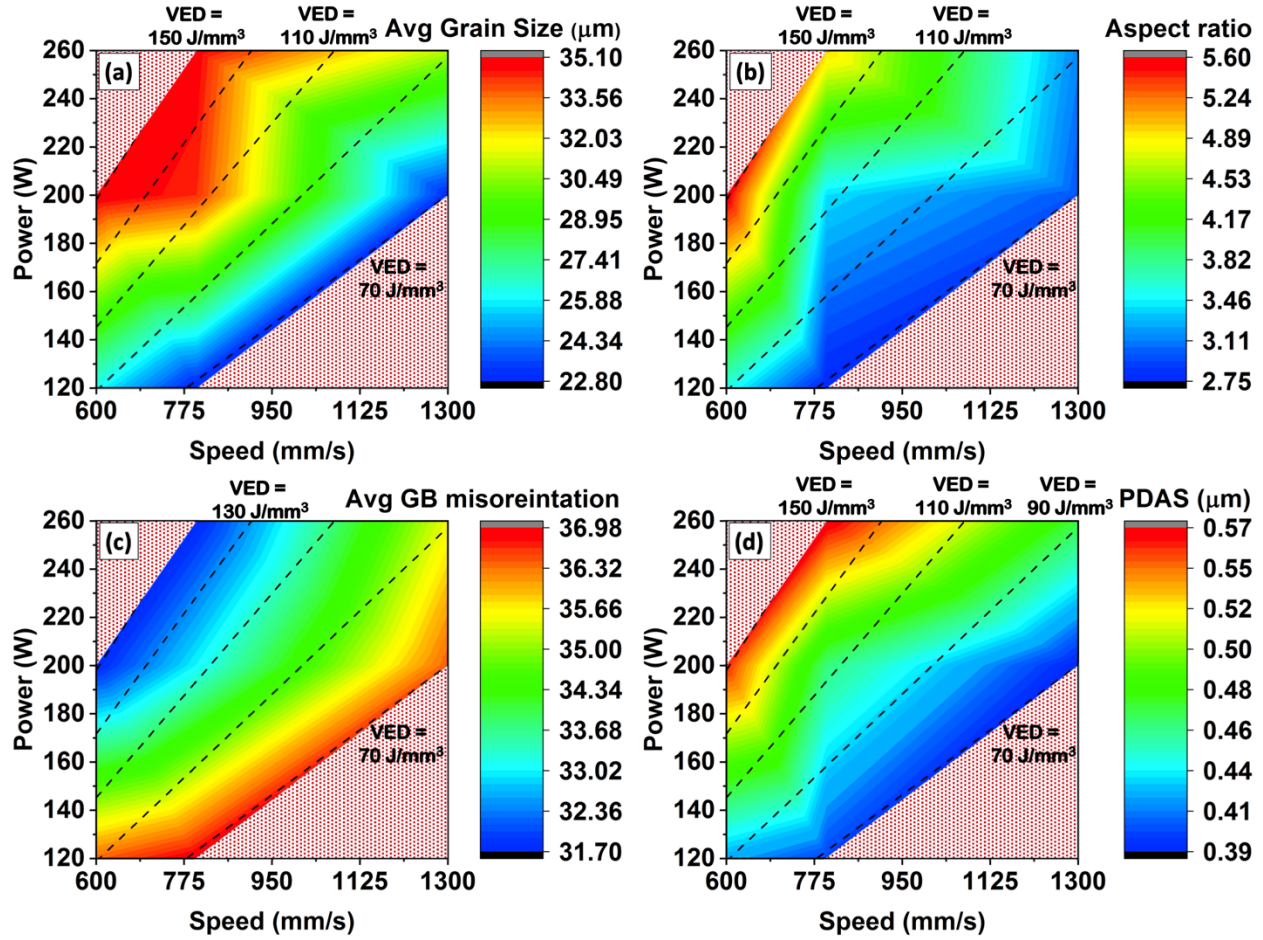 VED =
150 J/mm³
VED =
110 J/mm³
Avg Grain Size (μm)
(a)
Power (W)
260
240
220
200
180
160
140
120
600
775
950
1125
1300
Speed (mm/s)
VED =
70 J/mm³
35.10
33.56
32.03
30.49
28.95
27.41
25.88
24.34
22.80
VED =
150 J/mm³
VED =
110 J/mm³
Aspect ratio
(b)
Power (W)
260
240
220
200
180
160
140
120
600
775
950
1125
1300
Speed (mm/s)
VED =
70 J/mm³
5.60
5.24
4.89
4.53
4.17
3.82
3.46
3.11
2.75
VED =
130 J/mm³
Avg GB misoreintation
(c)
Power (W)
260
240
220
200
180
160
140
120
600
775
950
1125
1300
Speed (mm/s)
VED =
70 J/mm³
36.98
36.32
35.66
35.00
34.34
33.68
33.02
32.36
31.70
VED =
150 J/mm³
VED =
110 J/mm³
VED =
90 J/mm³
PDAS (μm)
(d)
Power (W)
260
240
220
200
180
160
140
120
600
775
950
1125
1300
Speed (mm/s)
VED =
70 J/mm³
0.57
0.55
0.52
0.50
0.48
0.46
0.44
0.41
0.39